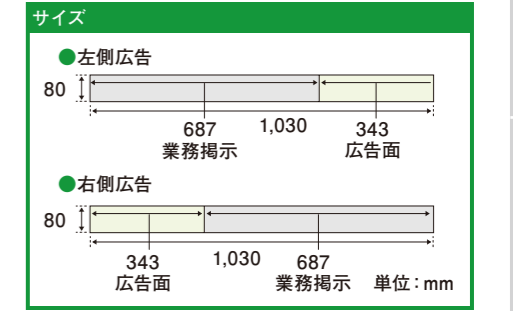 サイズ
●左側広告
80
687 1,030 343
業務掲示 広告面
●右側広告
80
343 1,030 687
広告面 業務掲示 単位：mm